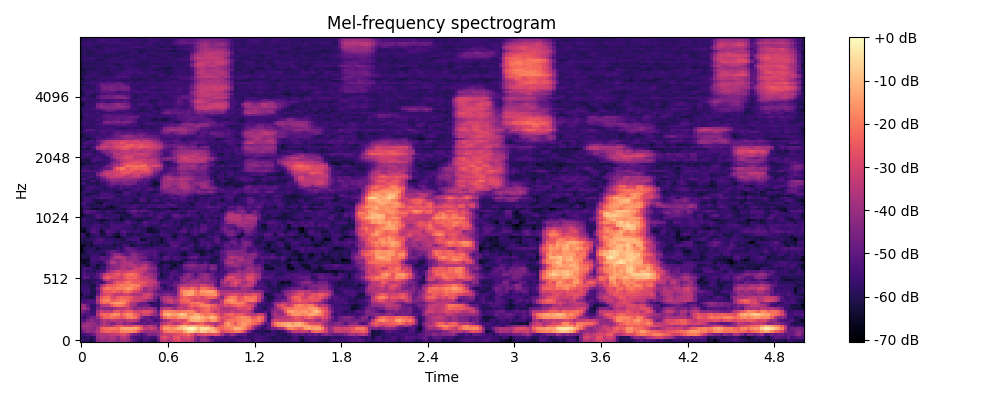 Mel-frequency spectrogram
+0 dB
4096
-10 dB
-20 dB
2048
-30 dB
Hz
1024
-40 dB
-50 dB
512
-60 dB
0
-70 dB
0 0.6 1.2 1.8 2.4 3 3.6 4.2 4.8
Time